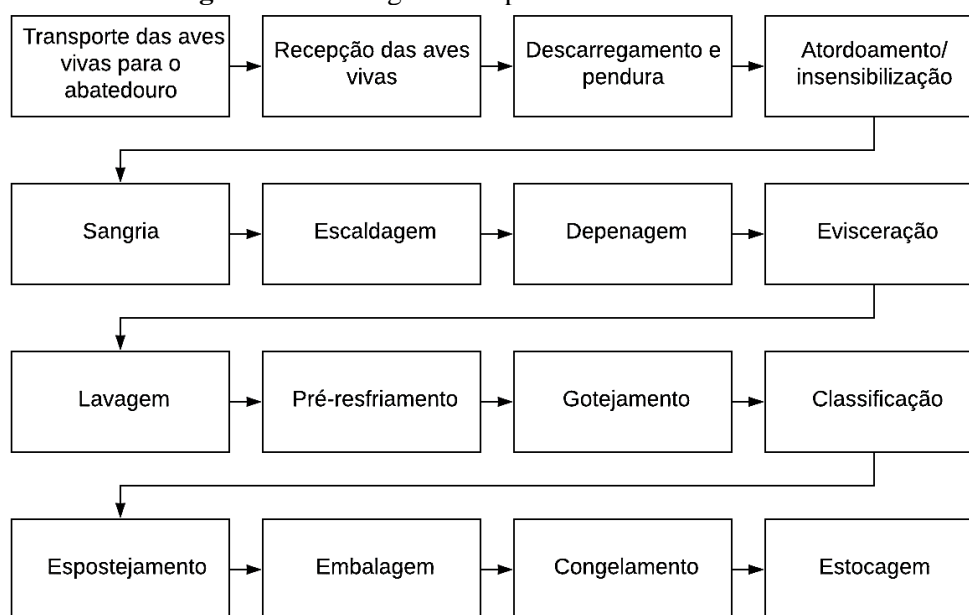 Transporte das aves
vivas para o
abatedouro
Recepção das aves
vivas
Descarregamento e
pendura
Atordoamento/
insensibilização
Sangria
Escaldagem
Depenagem
Evisceração
Lavagem
Pré-resfriamento
Gotejamento
Classificação
Espostejamento
Embalagem
Congelamento
Estocagem